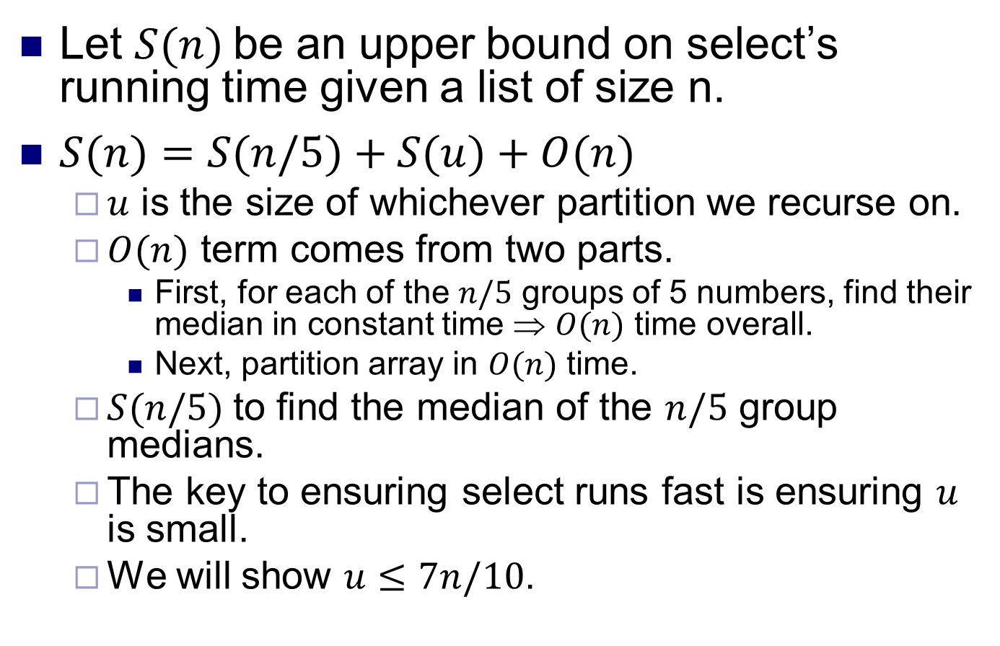 Let S(n) be an upper bound on select’s
running time given a list of size n.
S(n) = S(n/5) + S(u) + O(n)
u is the size of whichever partition we recurse on.
O(n) term comes from two parts.
First, for each of the n/5 groups of 5 numbers, find their
median in constant time ⇒ O(n) time overall.
Next, partition array in O(n) time.
S(n/5) to find the median of the n/5 group
medians.
The key to ensuring select runs fast is ensuring u
is small.
We will show u ≤ 7n/10.